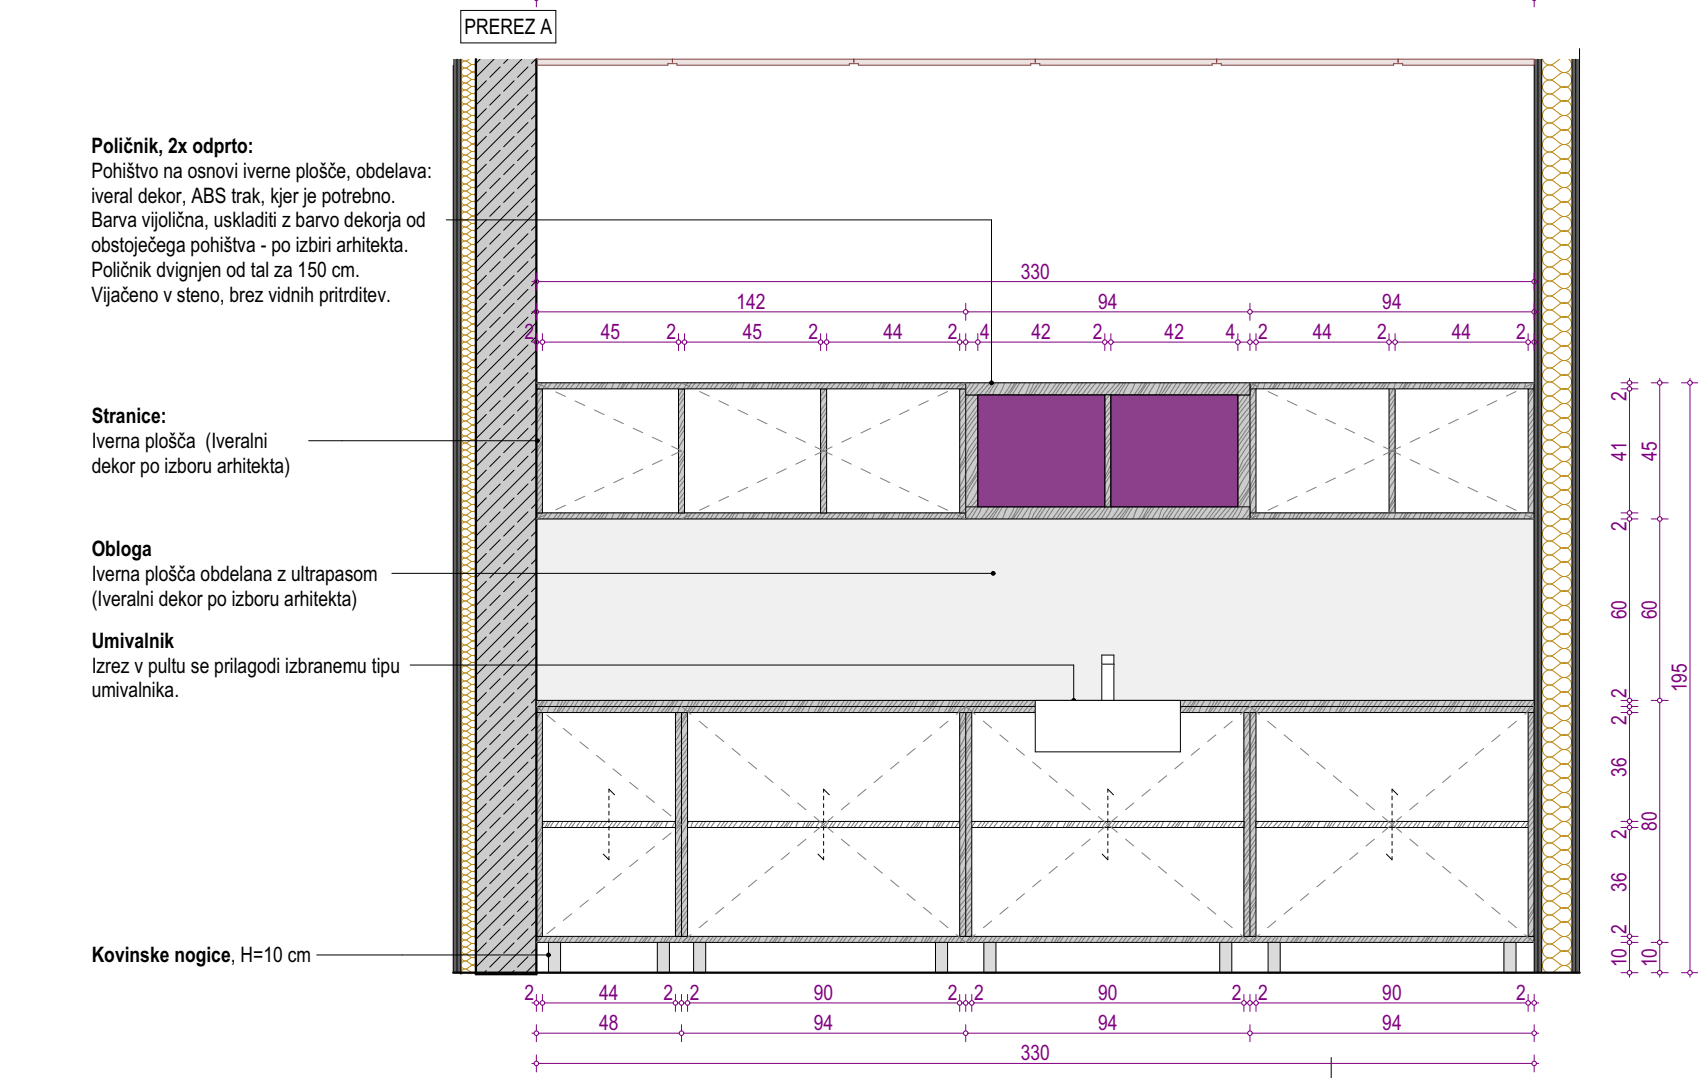 PREREZ A
Poličnik, 2x odprto:
Pohištvo na osnovi iverne plošče, obdelava:
iveral dekor, ABS trak, kjer je potrebno.
Barva vijolična, uskladiti z barvo dekorja od
obstoječega pohištva - po izbiri arhitekta.
Poličnik dvignjen od tal za 150 cm.
Vijačeno v steno, brez vidnih pritrditev.
330
142 94 94
2 45 2 45 2 44 2 4 42 2 42 4 2 44 2 44 2
Stranice:
Iverna plošča (Iveralni
dekor po izboru arhitekta)
Obloga
Iverna plošča obdelana z ultrapasom
(Iveralni dekor po izboru arhitekta)
Umivalnik
Izrez v pultu se prilagodi izbranemu tipu
umivalnika.
Kovinske nogice, H=10 cm
2 41 2 60 2 2 36 2 36 2 10
45 60 80 10
195
2 44 2 2 90 2 2 90 2 2 90 2
48 94 94 94
330